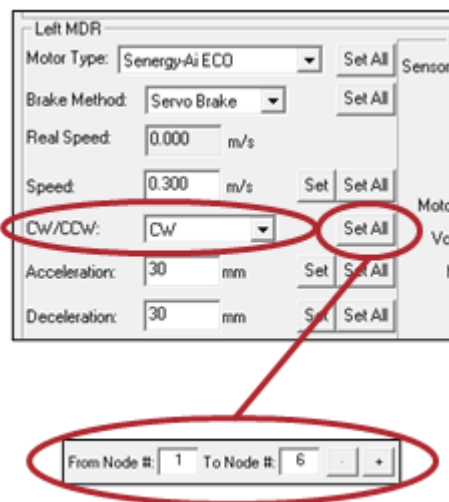 Left MDR
Motor Type: Senergy-Ai ECO Set All Sensor
Brake Method: Servo Brake Set All
Real Speed: 0.000 m/s
Speed: 0.300 m/s Set Set All
CW/CCW: CW Set All
Acceleration: 30 mm Set Set All
Deceleration: 30 mm Set Set All
From Node #: 1 To Node #: 6 - +